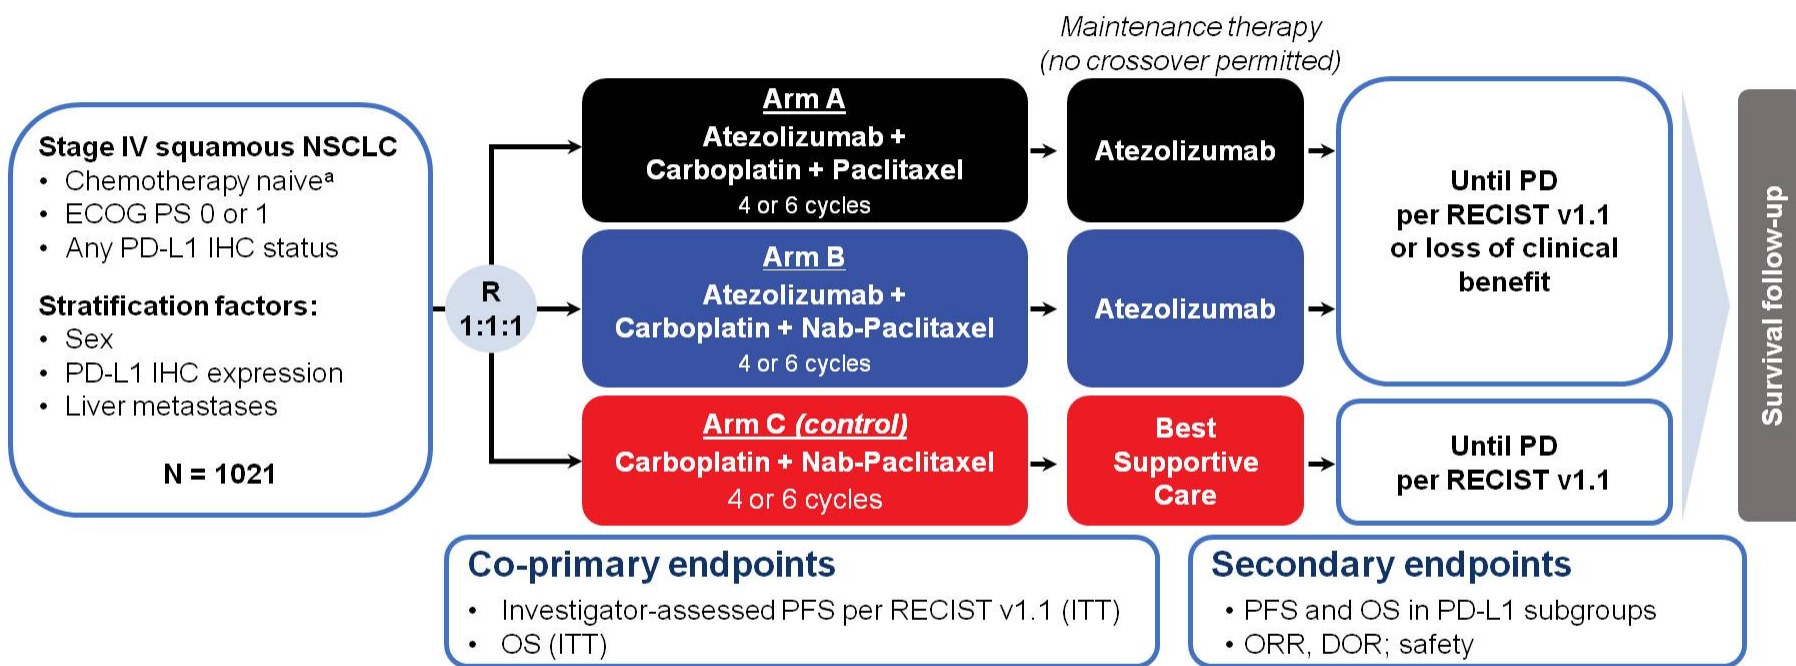 Maintenance therapy
(no crossover permitted)
Stage IV squamous NSCLC
• Chemotherapy naiveᵃ
• ECOG PS 0 or 1
• Any PD-L1 IHC status
Stratification factors:
• Sex
• PD-L1 IHC expression
• Liver metastases
N = 1021
R
1:1:1
Arm A
Atezolizumab +
Carboplatin + Paclitaxel
4 or 6 cycles
Atezolizumab
Arm B
Atezolizumab +
Carboplatin + Nab-Paclitaxel
4 or 6 cycles
Atezolizumab
Until PD
per RECIST v1.1
or loss of clinical
benefit
Arm C (control)
Carboplatin + Nab-Paclitaxel
4 or 6 cycles
Best
Supportive
Care
Until PD
per RECIST v1.1
Survival follow-up
Co-primary endpoints
• Investigator-assessed PFS per RECIST v1.1 (ITT)
• OS (ITT)
Secondary endpoints
• PFS and OS in PD-L1 subgroups
• ORR, DOR; safety